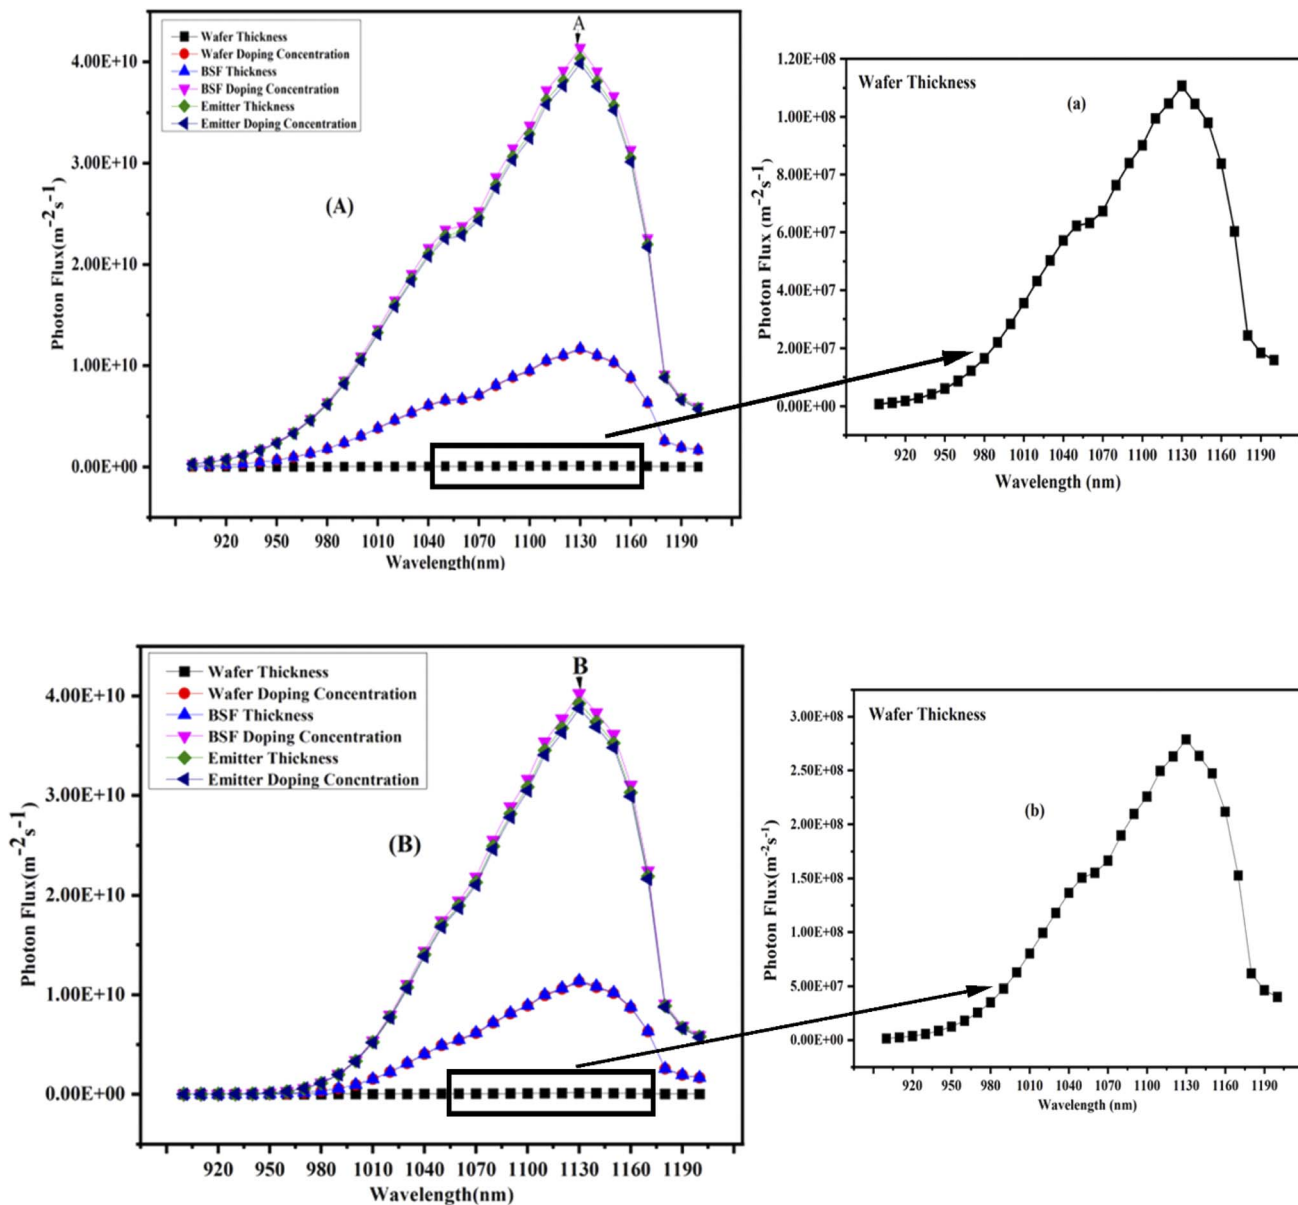 A
Wafer Thickness
Wafer Doping Concentration
BSF Thickness
BSF Doping Concentration
Emitter Thickness
Emitter Doping Concentration
(A)
4.00E+10
3.00E+10
2.00E+10
1.00E+10
0.00E+00
Photon Flux(m⁻²s⁻¹)
920 950 980 1010 1040 1070 1100 1130 1160 1190
Wavelength(nm)
Wafer Thickness
(a)
1.20E+08
1.00E+08
8.00E+07
6.00E+07
4.00E+07
2.00E+07
0.00E+00
Photon Flux (m⁻²s⁻¹)
920 950 980 1010 1040 1070 1100 1130 1160 1190
Wavelength (nm)
B
Wafer Thickness
Wafer Doping Concentration
BSF Thickness
BSF Doping Concentration
Emitter Thickness
Emitter Doping Concentration
(B)
4.00E+10
3.00E+10
2.00E+10
1.00E+10
0.00E+00
Photon Flux(m⁻²s⁻¹)
920 950 980 1010 1040 1070 1100 1130 1160 1190
Wavelength(nm)
Wafer Thickness
(b)
3.00E+08
2.50E+08
2.00E+08
1.50E+08
1.00E+08
5.00E+07
0.00E+00
Photon Flux(m⁻²s⁻¹)
920 950 980 1010 1040 1070 1100 1130 1160 1190
Wavelength (nm)